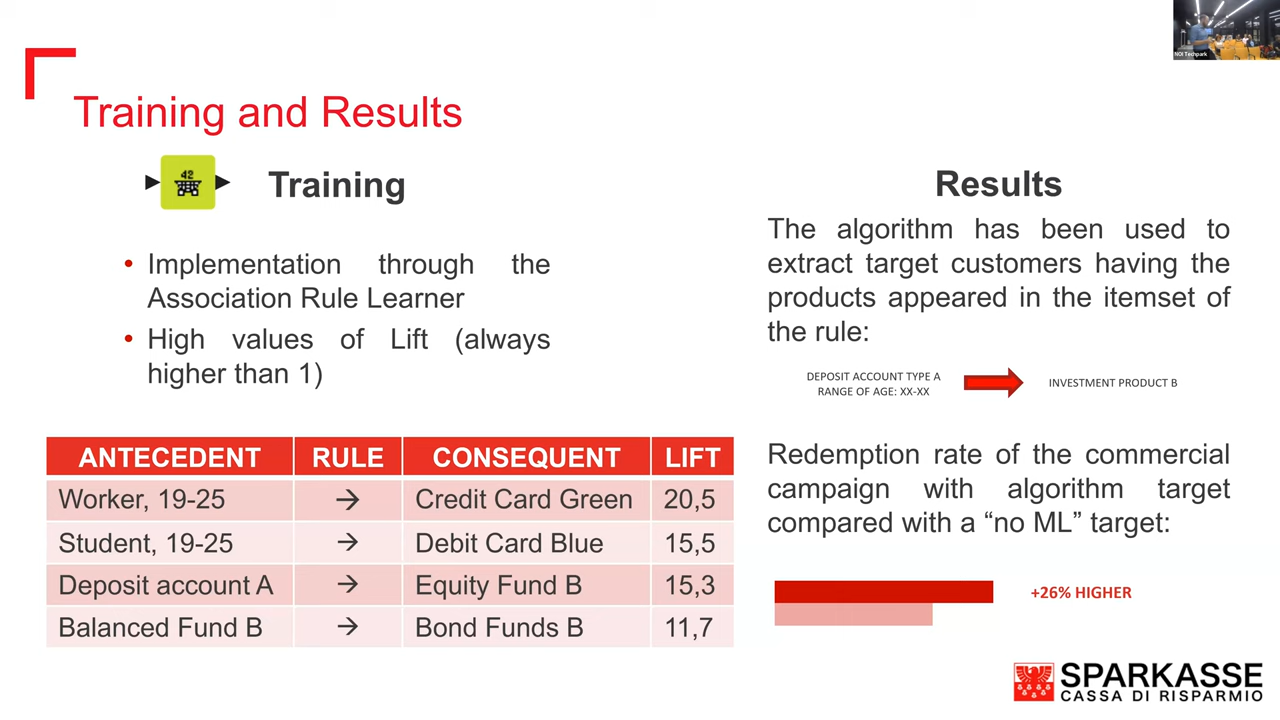 NOI Techpark
Training and Results
42
Training
• Implementation through the
Association Rule Learner
• High values of Lift (always
higher than 1)
ANTECEDENT RULE CONSEQUENT LIFT
Worker, 19-25 → Credit Card Green 20,5
Student, 19-25 → Debit Card Blue 15,5
Deposit account A → Equity Fund B 15,3
Balanced Fund B → Bond Funds B 11,7
Results
The algorithm has been used to
extract target customers having the
products appeared in the itemset of
the rule:
DEPOSIT ACCOUNT TYPE A
RANGE OF AGE: XX-XX
INVESTMENT PRODUCT B
Redemption rate of the commercial
campaign with algorithm target
compared with a “no ML” target:
+26% HIGHER
SPARKASSE
CASSA DI RISPARMIO